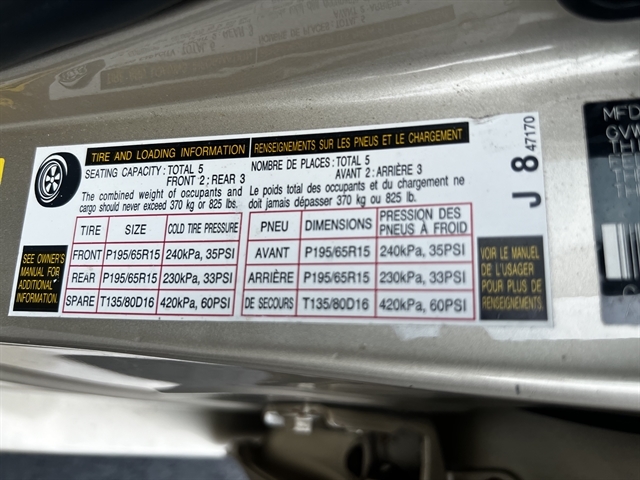 TIRE AND LOADING INFORMATION
SEATING CAPACITY: TOTAL 5
FRONT 2 ; REAR 3
The combined weight of occupants and
cargo should never exceed 370 kg or 825 lbs.
RENSEIGNEMENTS SUR LES PNEUS ET LE CHARGEMENT
NOMBRE DE PLACES: TOTAL 5
AVANT 2 ; ARRIÈRE 3
Le poids total des occupants et du chargement ne
doit jamais dépasser 370 kg ou 825 lb.
SEE OWNER'S
MANUAL FOR
ADDITIONAL
INFORMATION.
TIRE SIZE COLD TIRE PRESSURE
FRONT P195/65R15 240kPa, 35PSI
REAR P195/65R15 230kPa, 33PSI
SPARE T135/80D16 420kPa, 60PSI
PNEU DIMENSIONS PRESSION DES
PNEUS À FROID
AVANT P195/65R15 240kPa, 35PSI
ARRIÈRE P195/65R15 230kPa, 33PSI
DE SECOURS T135/80D16 420kPa, 60PSI
VOIR LE MANUEL
DE L'USAGER
POUR PLUS DE
RENSEIGNEMENTS.
J 8 47170
MFD
GV